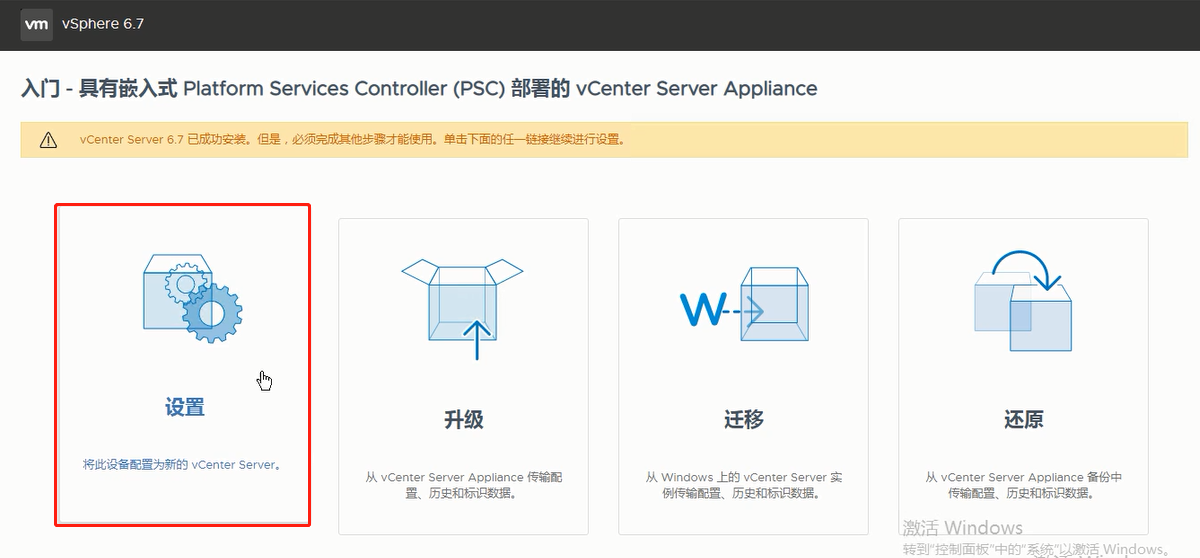 vm vSphere 6.7
入门 - 具有嵌入式 Platform Services Controller (PSC) 部署的 vCenter Server Appliance
vCenter Server 6.7 已成功安装。但是，必须完成其他步骤才能使用。单击下面的任一链接继续进行设置。
设置
将此设备配置为新的 vCenter Server。
升级
从 vCenter Server Appliance 传输配
置、历史和标识数据。
迁移
从 Windows 上的 vCenter Server 实
例传输配置、历史和标识数据。
还原
从 vCenter Server Appliance 备份中
传输配置、历史和标识数据。
激活 Windows
转到"控制面板"中的"系统"以激活 Windows。